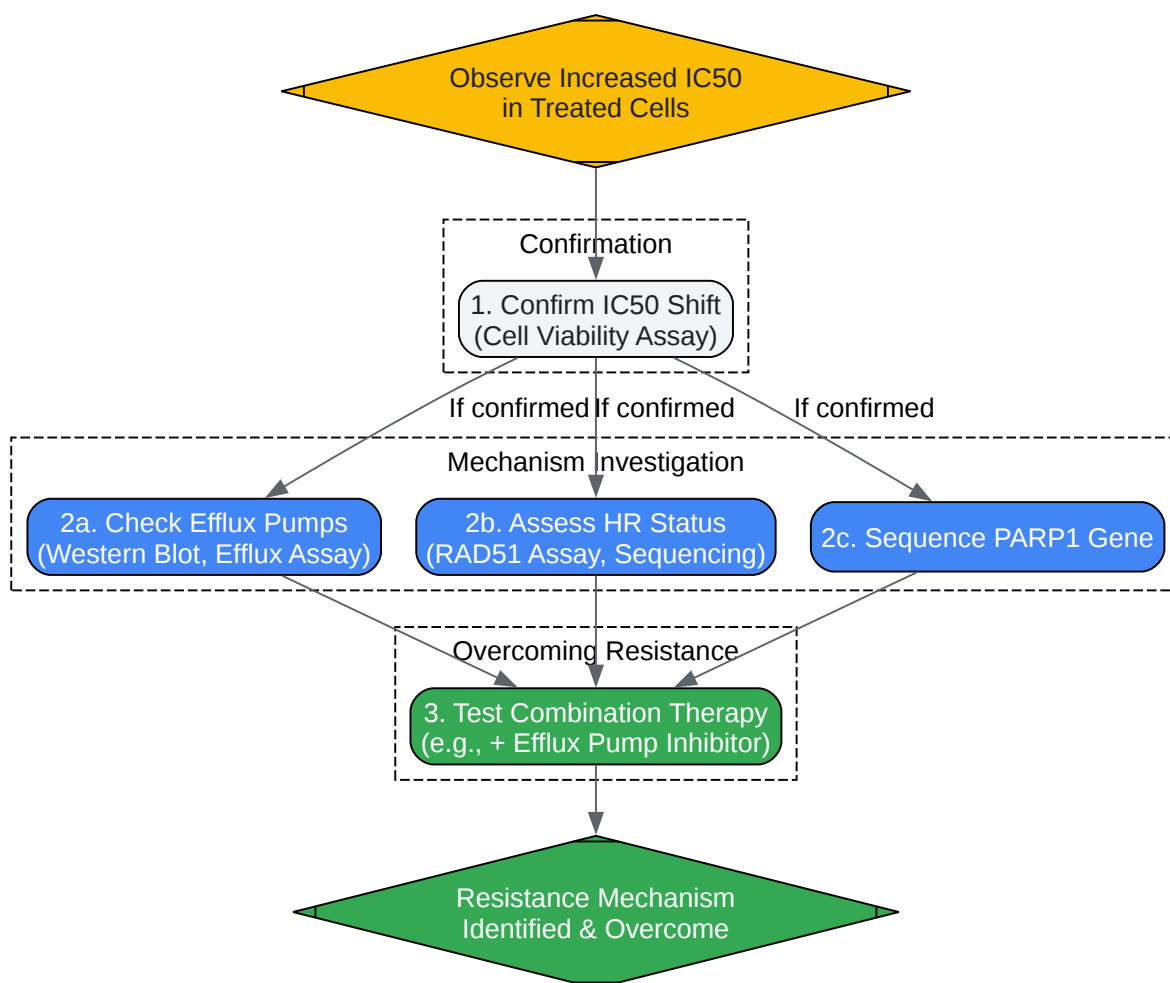 Observe Increased IC50
in Treated Cells
Confirmation
1. Confirm IC50 Shift
(Cell Viability Assay)
If confirmed
If confirmed
If confirmed
Mechanism Investigation
2a. Check Efflux Pumps
(Western Blot, Efflux Assay)
2b. Assess HR Status
(RAD51 Assay, Sequencing)
2c. Sequence PARP1 Gene
Overcoming Resistance
3. Test Combination Therapy
(e.g., + Efflux Pump Inhibitor)
Resistance Mechanism
Identified & Overcome